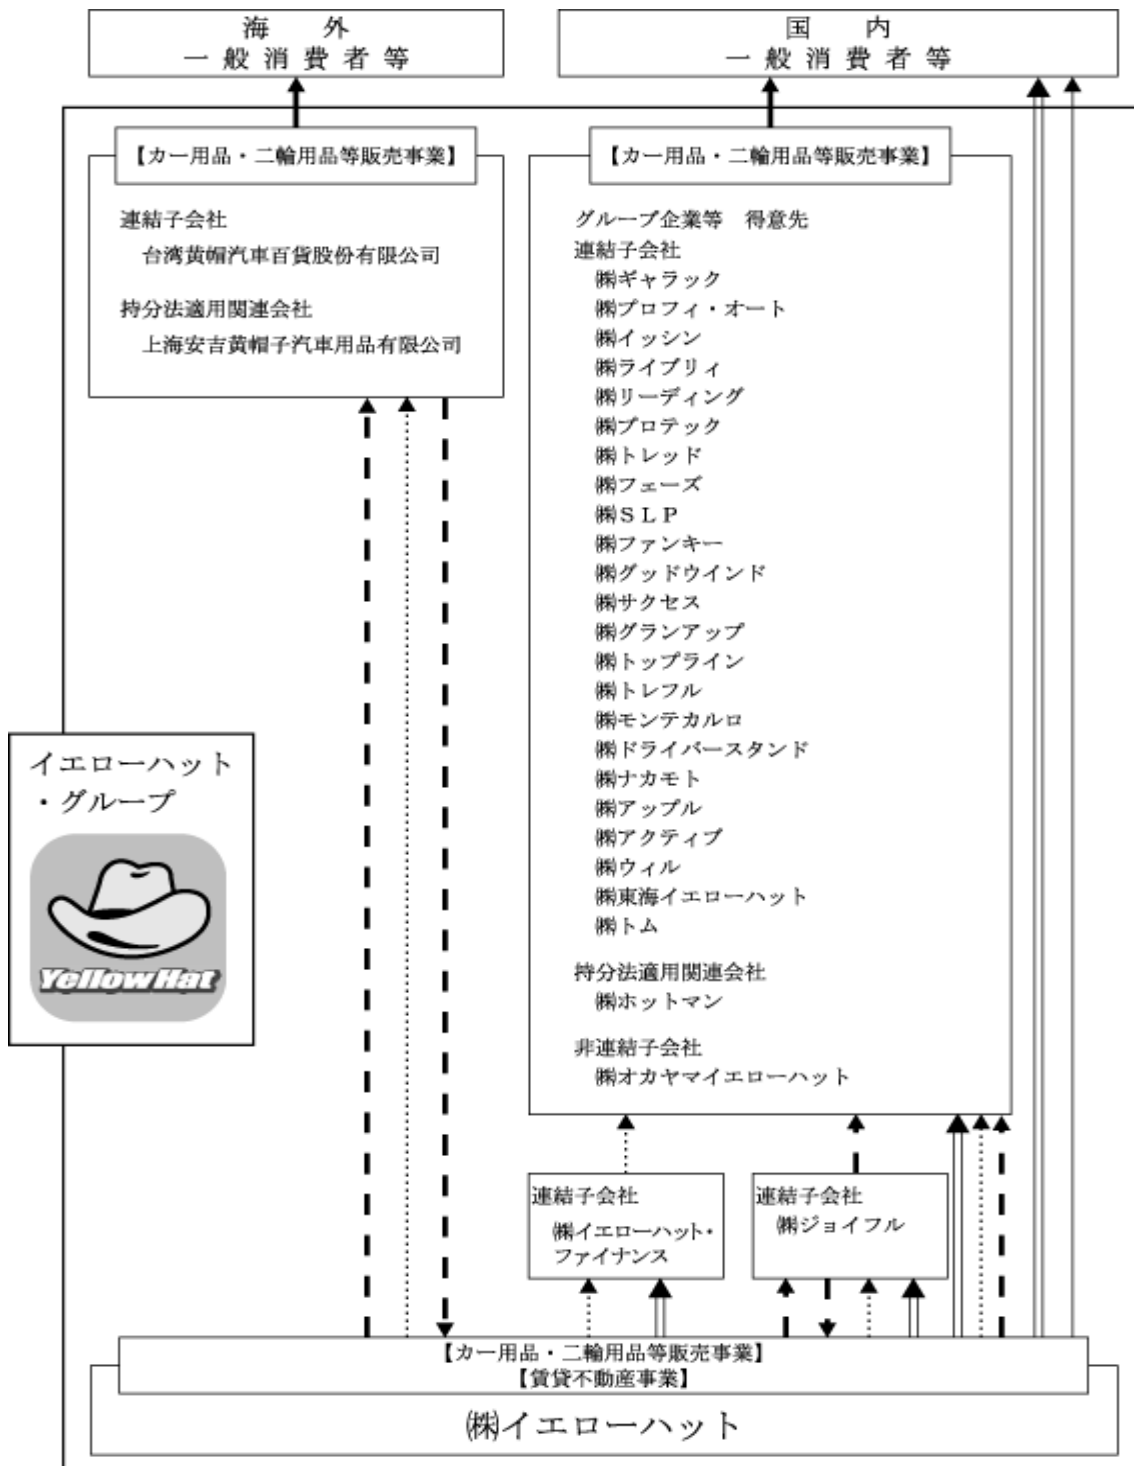 海　外
一般消費者等
国　内
一般消費者等
【カー用品・二輪用品等販売事業】
連結子会社
台湾黄帽汽車百貨股份有限公司
持分法適用関連会社
上海安吉黄帽子汽車用品有限公司
【カー用品・二輪用品等販売事業】
グループ企業等　得意先
連結子会社
㈱ギャラック
㈱プロフィ・オート
㈱イッシン
㈱ライブリィ
㈱リーディング
㈱プロテック
㈱トレッド
㈱フェーズ
㈱ＳＬＰ
㈱ファンキー
㈱グッドウインド
㈱サクセス
㈱グランアップ
㈱トップライン
㈱トレフル
㈱モンテカルロ
㈱ドライバースタンド
㈱ナカモト
㈱アップル
㈱アクティブ
㈱ウィル
㈱東海イエローハット
㈱トム
持分法適用関連会社
㈱ホットマン
非連結子会社
㈱オカヤマイエローハット
イエローハット
・グループ
YellowHat
連結子会社
㈱イエローハット・
ファイナンス
連結子会社
㈱ジョイフル
【カー用品・二輪用品等販売事業】
【賃貸不動産事業】
㈱イエローハット